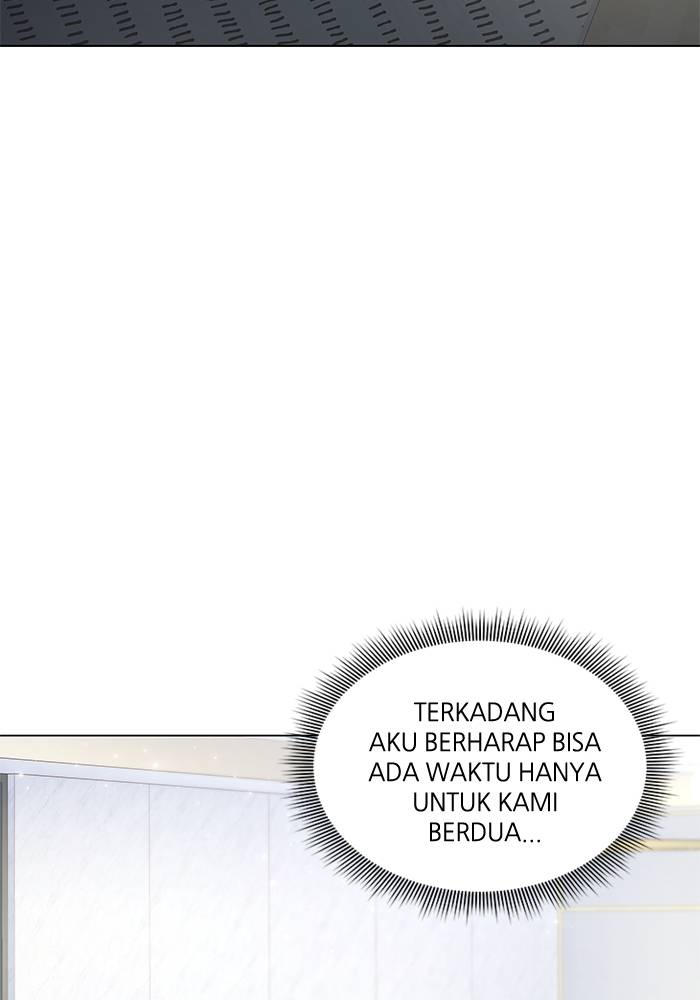 TERKADANG
AKU BERHARAP BISA
ADA WAKTU HANYA
UNTUK KAMI
BERDUA...